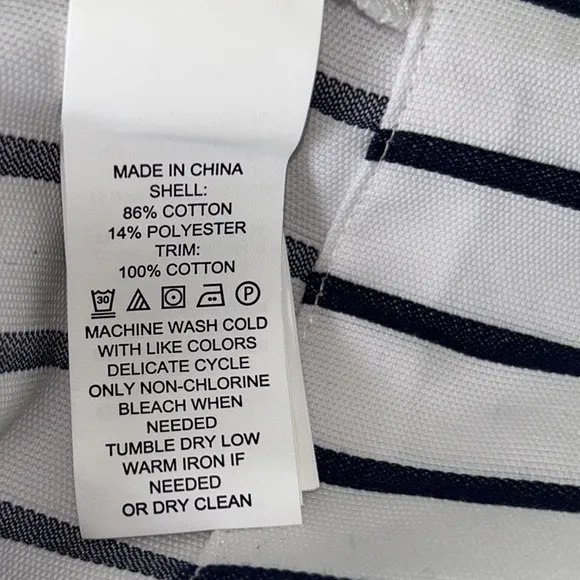 MADE IN CHINA
SHELL:
86% COTTON
14% POLYESTER
TRIM:
100% COTTON
30 P
MACHINE WASH COLD
WITH LIKE COLORS
DELICATE CYCLE
ONLY NON-CHLORINE
BLEACH WHEN
NEEDED
TUMBLE DRY LOW
WARM IRON IF
NEEDED
OR DRY CLEAN